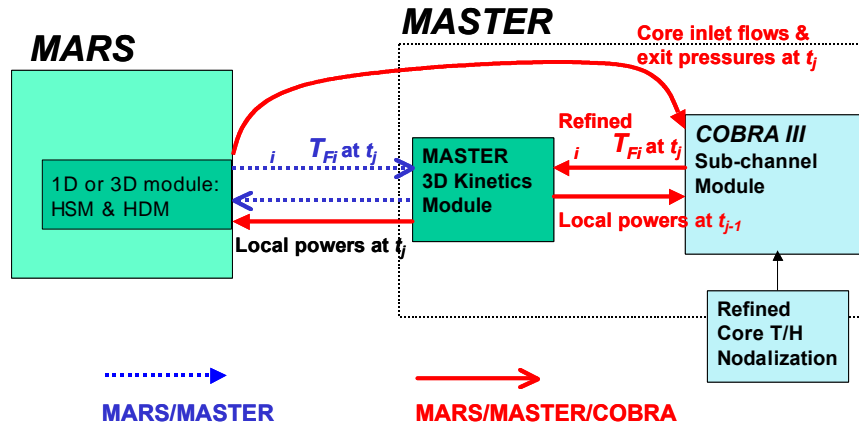 MARS
MASTER
Core inlet flows &
exit pressures at tj
1D or 3D module:
HSM & HDM
i TFi at tj
MASTER
3D Kinetics
Module
Refined
i TFi at tj
COBRA III
Sub-channel
Module
Local powers at tj
Local powers at tj-1
Refined
Core T/H
Nodalization
MARS/MASTER
MARS/MASTER/COBRA